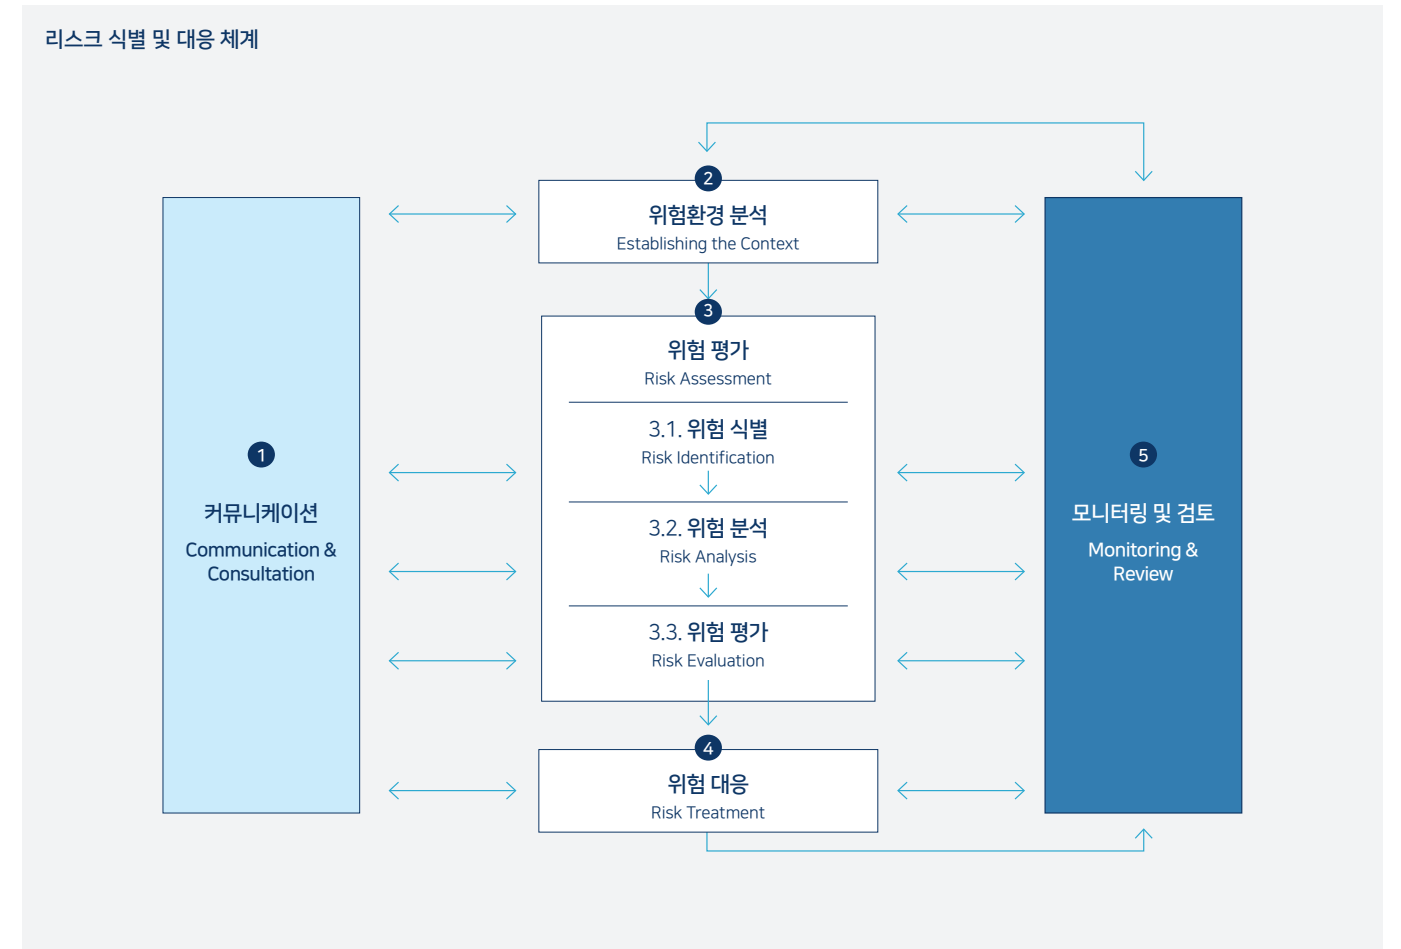 리스크 식별 및 대응 체계
1
커뮤니케이션
Communication &
Consultation
2
위험환경 분석
Establishing the Context
3
위험 평가
Risk Assessment
3.1. 위험 식별
Risk Identification
3.2. 위험 분석
Risk Analysis
3.3. 위험 평가
Risk Evaluation
4
위험 대응
Risk Treatment
5
모니터링 및 검토
Monitoring &
Review